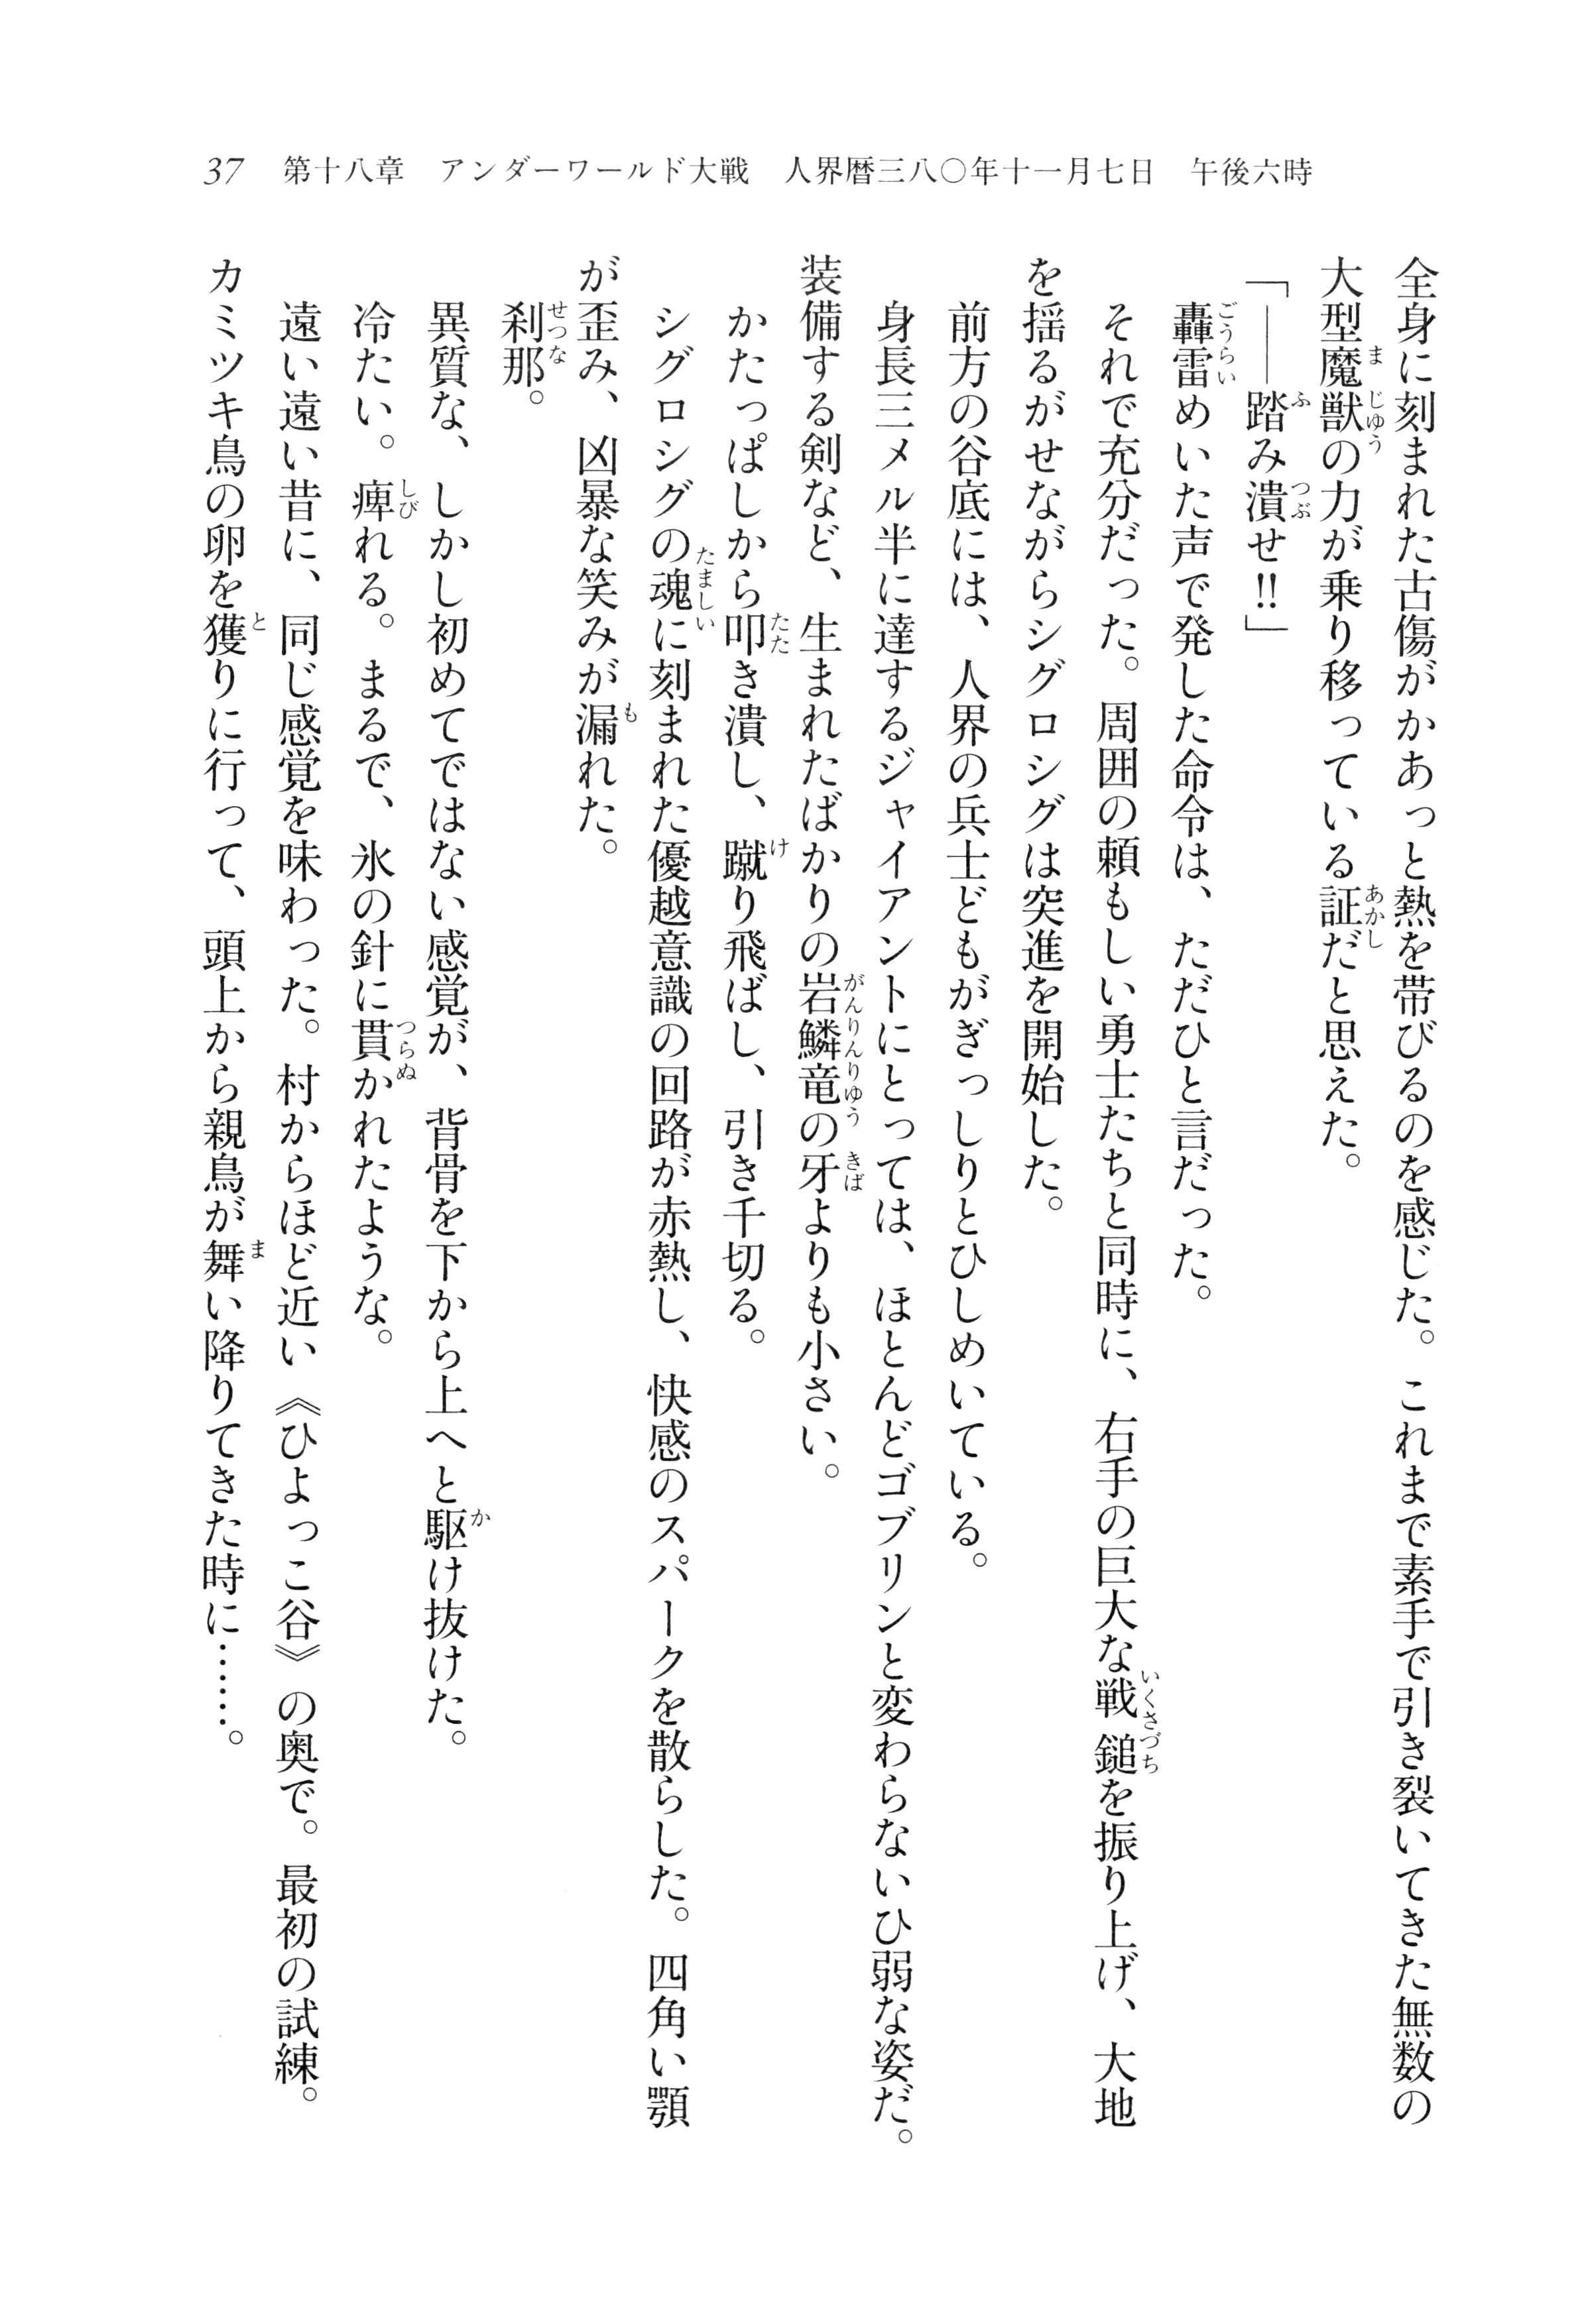 37　第十八章　アンダーワールド大戦　人界暦三八〇年十一月七日　午後六時
全身に刻まれた古傷がかあっと熱を帯びるのを感じた。これまで素手で引き裂いてきた無数の
大型魔獣の力が乗り移っている証だと思えた。
「――踏み潰せ!!」
　轟雷めいた声で発した命令は、ただひと言だった。
　それで充分だった。周囲の頼もしい勇士たちと同時に、右手の巨大な戦鎚を振り上げ、大地
を揺るがせながらシグロシグは突進を開始した。
　前方の谷底には、人界の兵士どもがぎっしりとひしめいている。
　身長三メル半に達するジャイアントにとっては、ほとんどゴブリンと変わらないひ弱な姿だ。
装備する剣など、生まれたばかりの岩鱗竜の牙よりも小さい。
　かたっぱしから叩き潰し、蹴り飛ばし、引き千切る。
　シグロシグの魂に刻まれた優越意識の回路が赤熱し、快感のスパークを散らした。四角い顎
が歪み、凶暴な笑みが漏れた。
　刹那。
　異質な、しかし初めてではない感覚が、背骨を下から上へと駆け抜けた。
　冷たい。痺れる。まるで、氷の針に貫かれたような。
　遠い遠い昔に、同じ感覚を味わった。村からほど近い《ひよっこ谷》の奥で。最初の試練。
カミツキ鳥の卵を獲りに行って、頭上から親鳥が舞い降りてきた時に……。